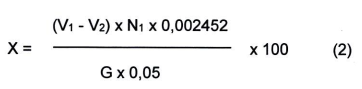 (V₁ - V₂) x N₁ x 0,002452
X = x 100 (2)
G x 0,05